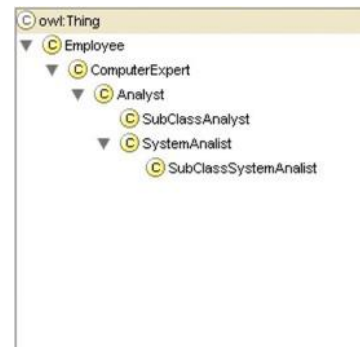 C owl:Thing
C Employee
C ComputerExpert
C Analyst
C SubClassAnalyst
C SystemAnalist
C SubClassSystemAnalist